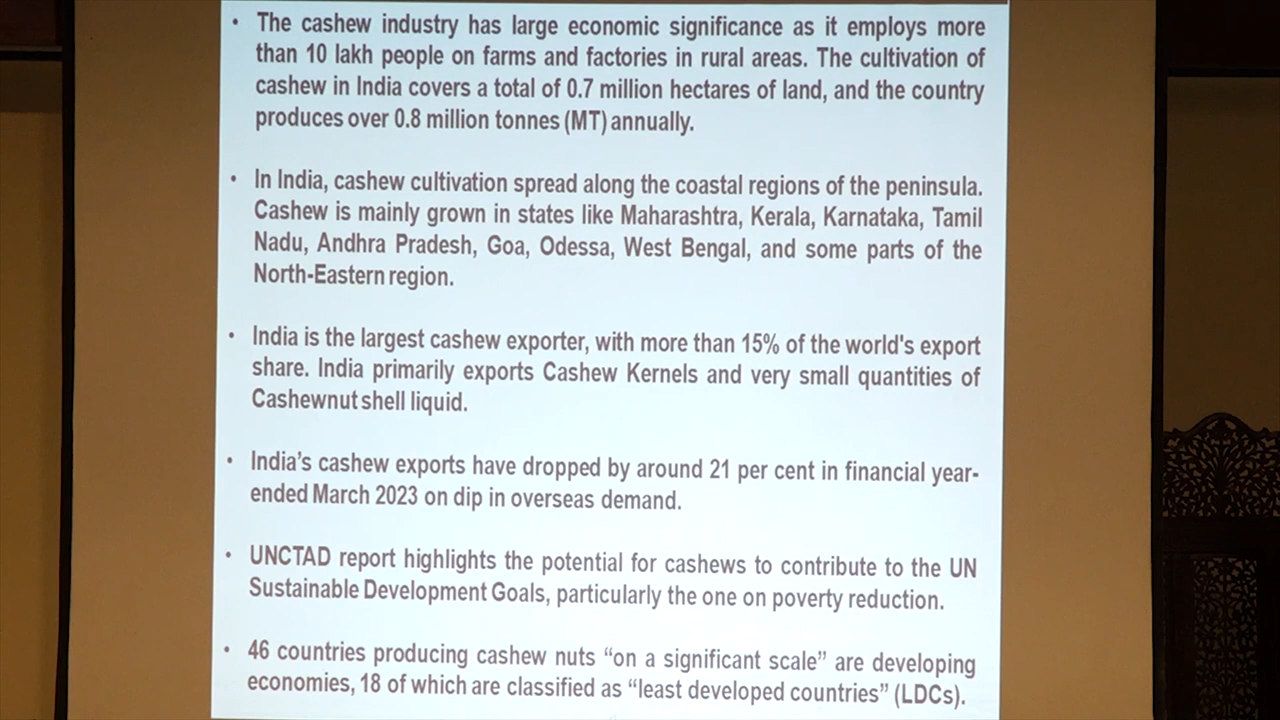 • The cashew industry has large economic significance as it employs more
than 10 lakh people on farms and factories in rural areas. The cultivation of
cashew in India covers a total of 0.7 million hectares of land, and the country
produces over 0.8 million tonnes (MT) annually.
• In India, cashew cultivation spread along the coastal regions of the peninsula.
Cashew is mainly grown in states like Maharashtra, Kerala, Karnataka, Tamil
Nadu, Andhra Pradesh, Goa, Odessa, West Bengal, and some parts of the
North-Eastern region.
• India is the largest cashew exporter, with more than 15% of the world's export
share. India primarily exports Cashew Kernels and very small quantities of
Cashewnut shell liquid.
• India’s cashew exports have dropped by around 21 per cent in financial year-
ended March 2023 on dip in overseas demand.
• UNCTAD report highlights the potential for cashews to contribute to the UN
Sustainable Development Goals, particularly the one on poverty reduction.
• 46 countries producing cashew nuts “on a significant scale” are developing
economies, 18 of which are classified as “least developed countries” (LDCs).